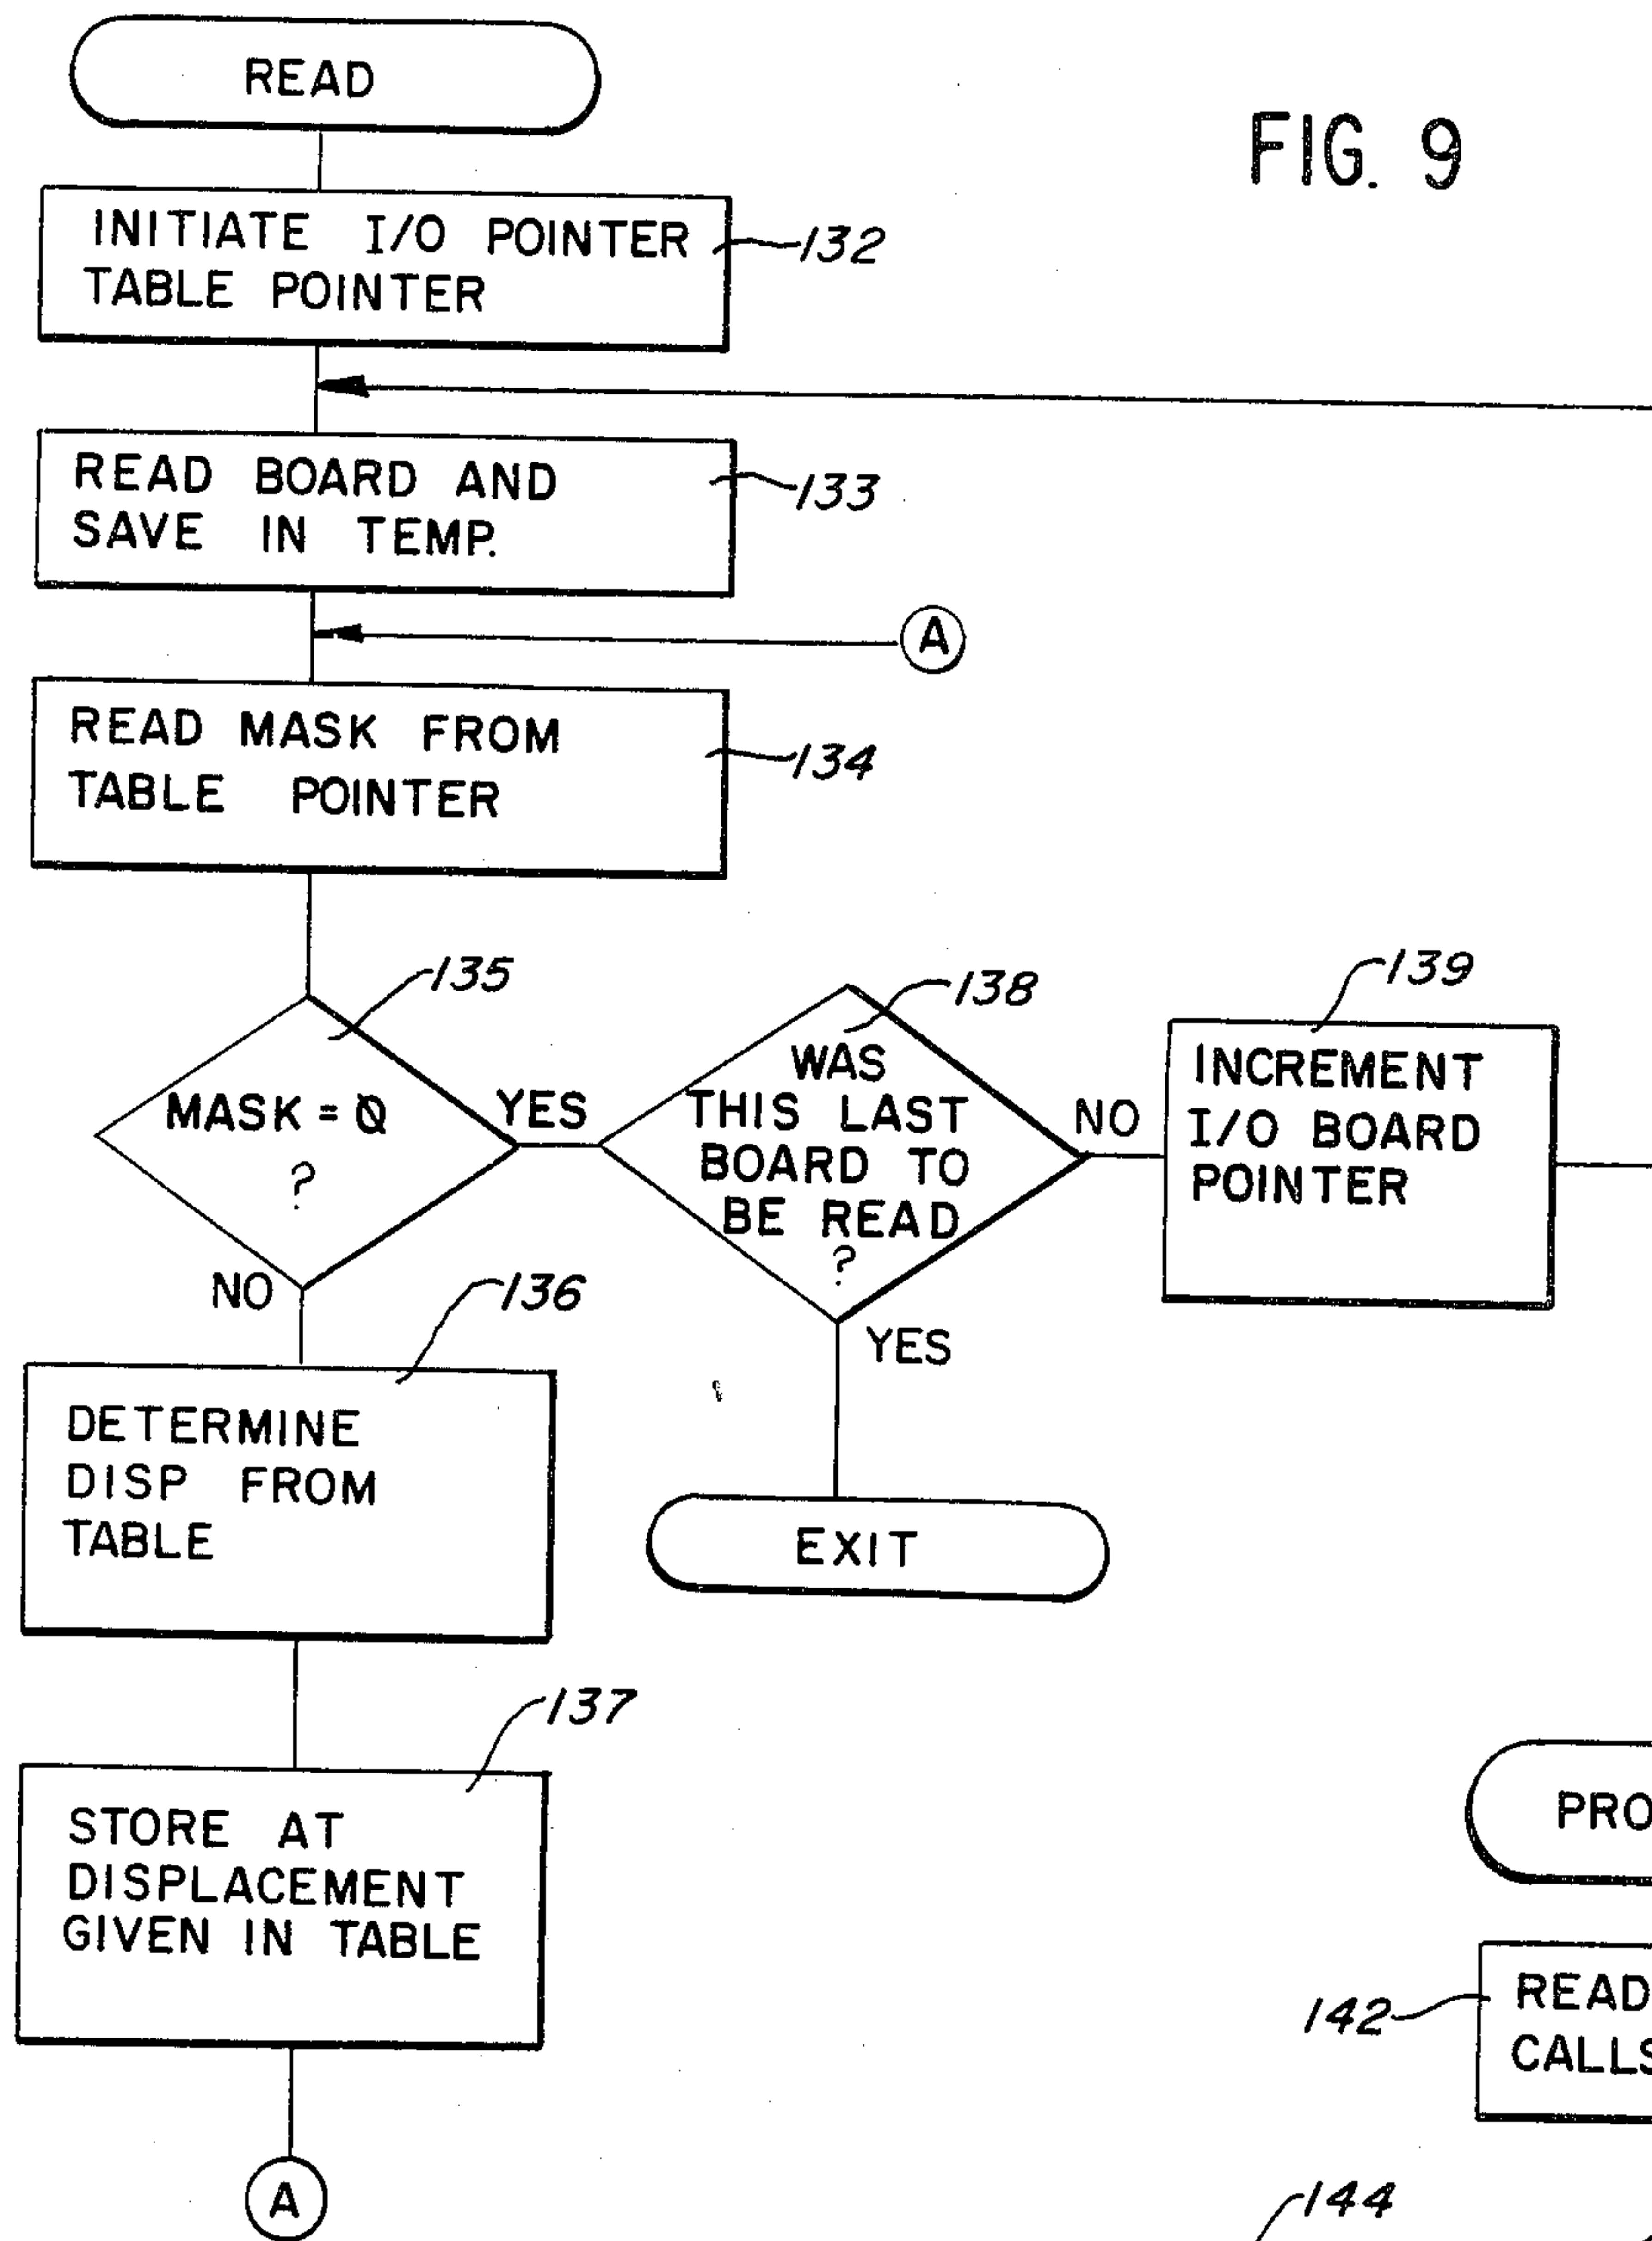 READ
FIG. 9
INITIATE I/O POINTER
TABLE POINTER
132
READ BOARD AND
SAVE IN TEMP.
133
A
READ MASK FROM
TABLE POINTER
134
135
MASK = 0
?
YES
NO
138
WAS
THIS LAST
BOARD TO
BE READ
?
NO
YES
139
INCREMENT
I/O BOARD
POINTER
136
DETERMINE
DISP FROM
TABLE
EXIT
137
STORE AT
DISPLACEMENT
GIVEN IN TABLE
A
PRO
142
READ
CALLS
144